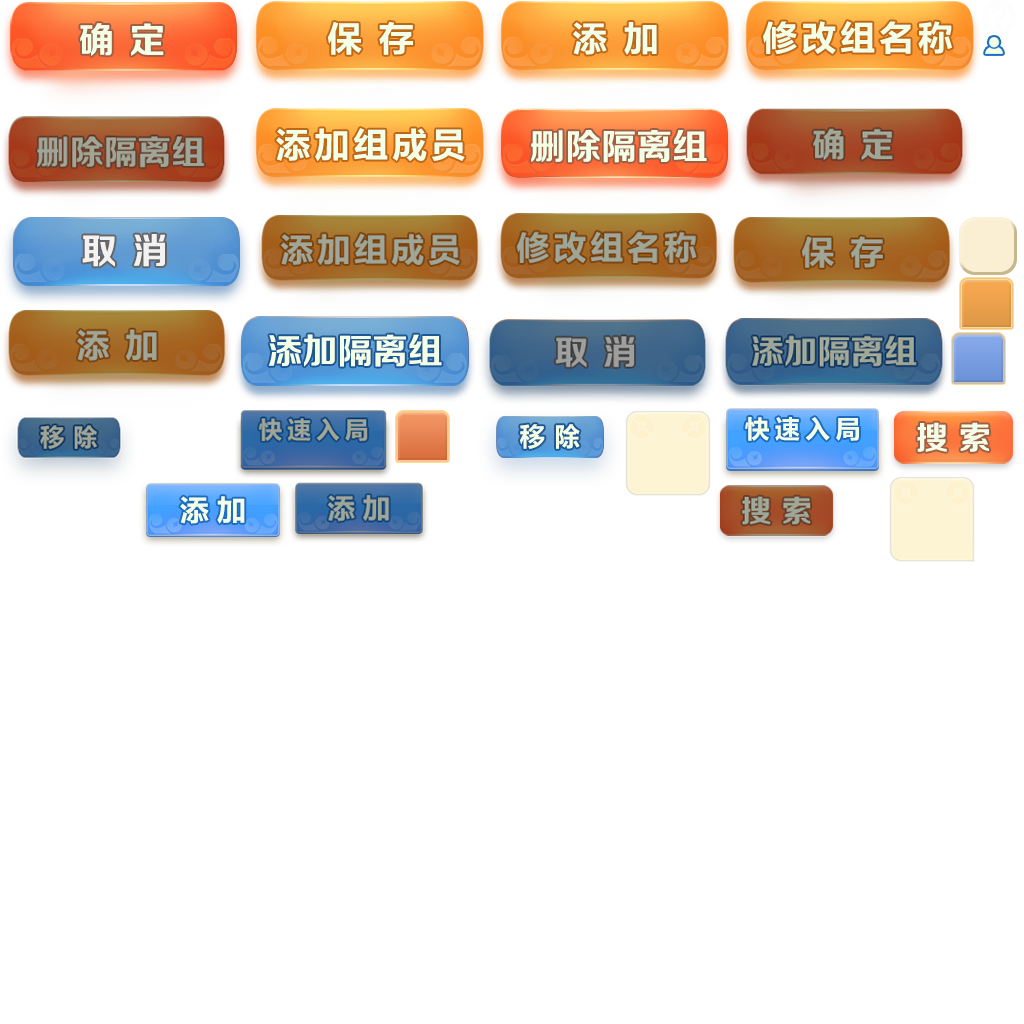 确 定
保 存
添 加
修改组名称
删除隔离组
添加组成员
删除隔离组
确 定
取 消
添加组成员
修改组名称
保 存
添 加
添加隔离组
取 消
添加隔离组
移 除
快速入局
移 除
快速入局
搜 索
添 加
添 加
搜 索